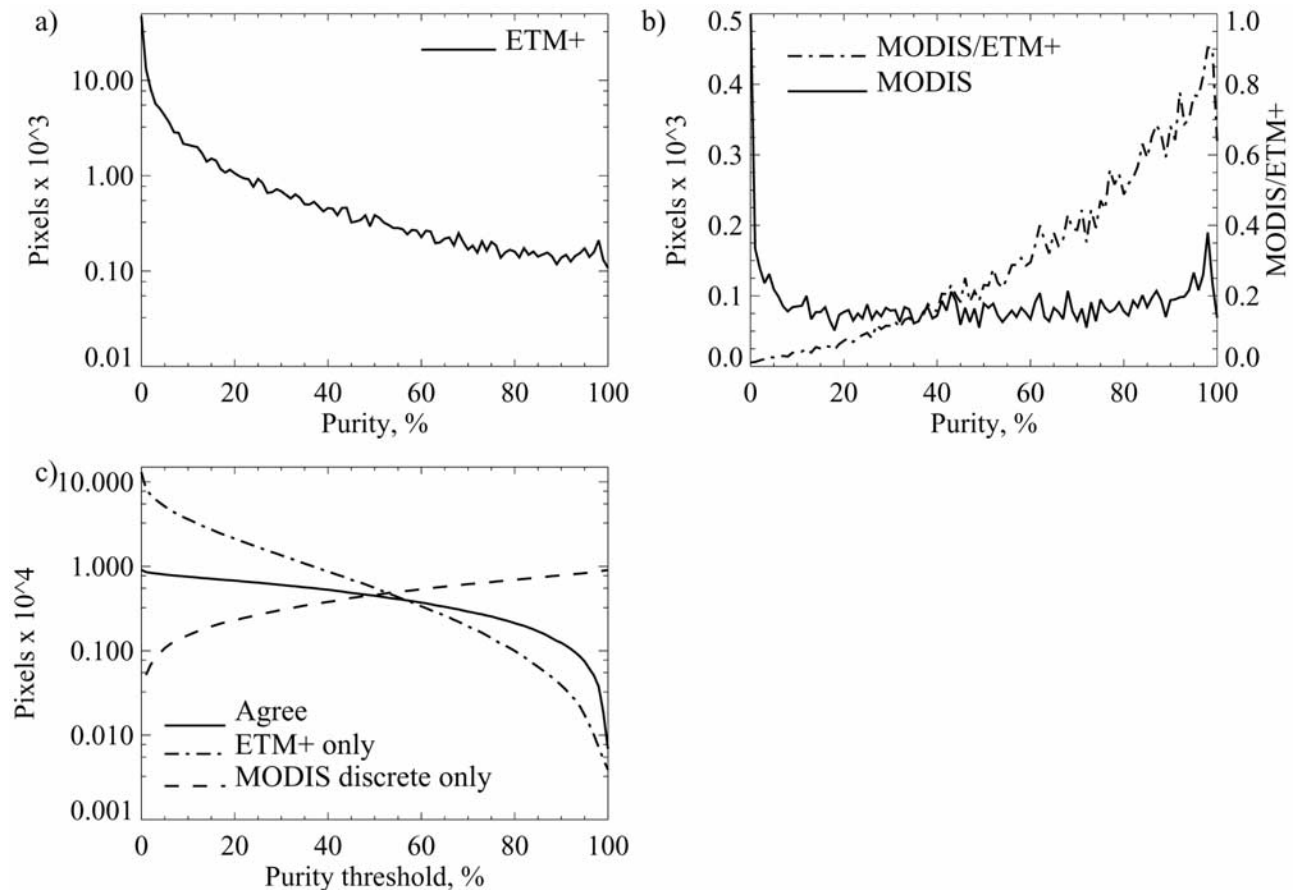 a)
ETM+
10.00
1.00
0.10
0.01
Pixels x 10^3
0 20 40 60 80 100
Purity, %
b)
MODIS/ETM+
MODIS
0.5
0.4
0.3
0.2
0.1
0.0
Pixels x 10^3
1.0
0.8
0.6
0.4
0.2
0.0
MODIS/ETM+
0 20 40 60 80 100
Purity, %
c)
10.000
1.000
0.100
0.010
0.001
Pixels x 10^4
Agree
ETM+ only
MODIS discrete only
0 20 40 60 80 100
Purity threshold, %